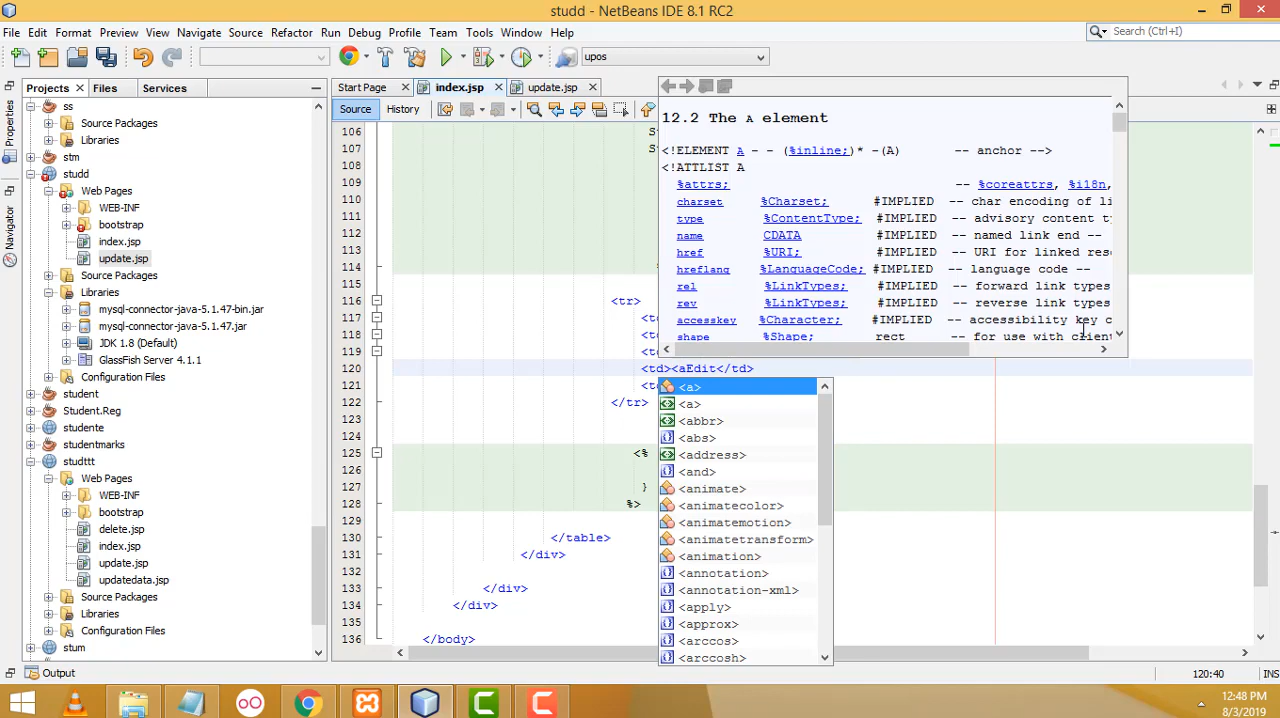 studd - NetBeans IDE 8.1 RC2
File Edit Format Preview View Navigate Source Refactor Run Debug Profile Team Tools Window Help
Search (Ctrl+I)
upos
Projects Files Services
Start Page index.jsp update.jsp
Source History
Properties
Navigator
ss
Source Packages
Libraries
stm
studd
Web Pages
WEB-INF
bootstrap
index.jsp
update.jsp
Source Packages
Libraries
mysql-connector-java-5.1.47-bin.jar
mysql-connector-java-5.1.47.jar
JDK 1.8 (Default)
GlassFish Server 4.1.1
Configuration Files
student
Student.Reg
studente
studentmarks
studttt
Web Pages
WEB-INF
bootstrap
delete.jsp
index.jsp
update.jsp
updatedata.jsp
Source Packages
Libraries
Configuration Files
stum
106 S
107 S
108
109
110
111
112
113
114
115
116 <tr>
117 <t
118 <t
119 <t
120 <td><aEdit</td>
121 <t
122 </tr>
123
124
125 <%
126
127 }
128 %>
129
130 </table>
131 </div>
132
133 </div>
134 </div>
135
136 </body>
12.2 The A element
<!ELEMENT A - - (%inline;)* -(A) -- anchor -->
<!ATTLIST A
%attrs; -- %coreattrs, %i18n,
charset %Charset; #IMPLIED -- char encoding of li
type %ContentType; #IMPLIED -- advisory content t
name CDATA #IMPLIED -- named link end --
href %URI; #IMPLIED -- URI for linked res
hreflang %LanguageCode; #IMPLIED -- language code --
rel %LinkTypes; #IMPLIED -- forward link types
rev %LinkTypes; #IMPLIED -- reverse link types
accesskey %Character; #IMPLIED -- accessibility key c
shape %Shape; rect -- for use with client
<a>
<a>
<abbr>
<abs>
<address>
<and>
<animate>
<animatecolor>
<animatemotion>
<animatetransform>
<animation>
<annotation>
<annotation-xml>
<apply>
<approx>
<arccos>
<arccosh>
Output
120:40 INS
12:48 PM
8/3/2019